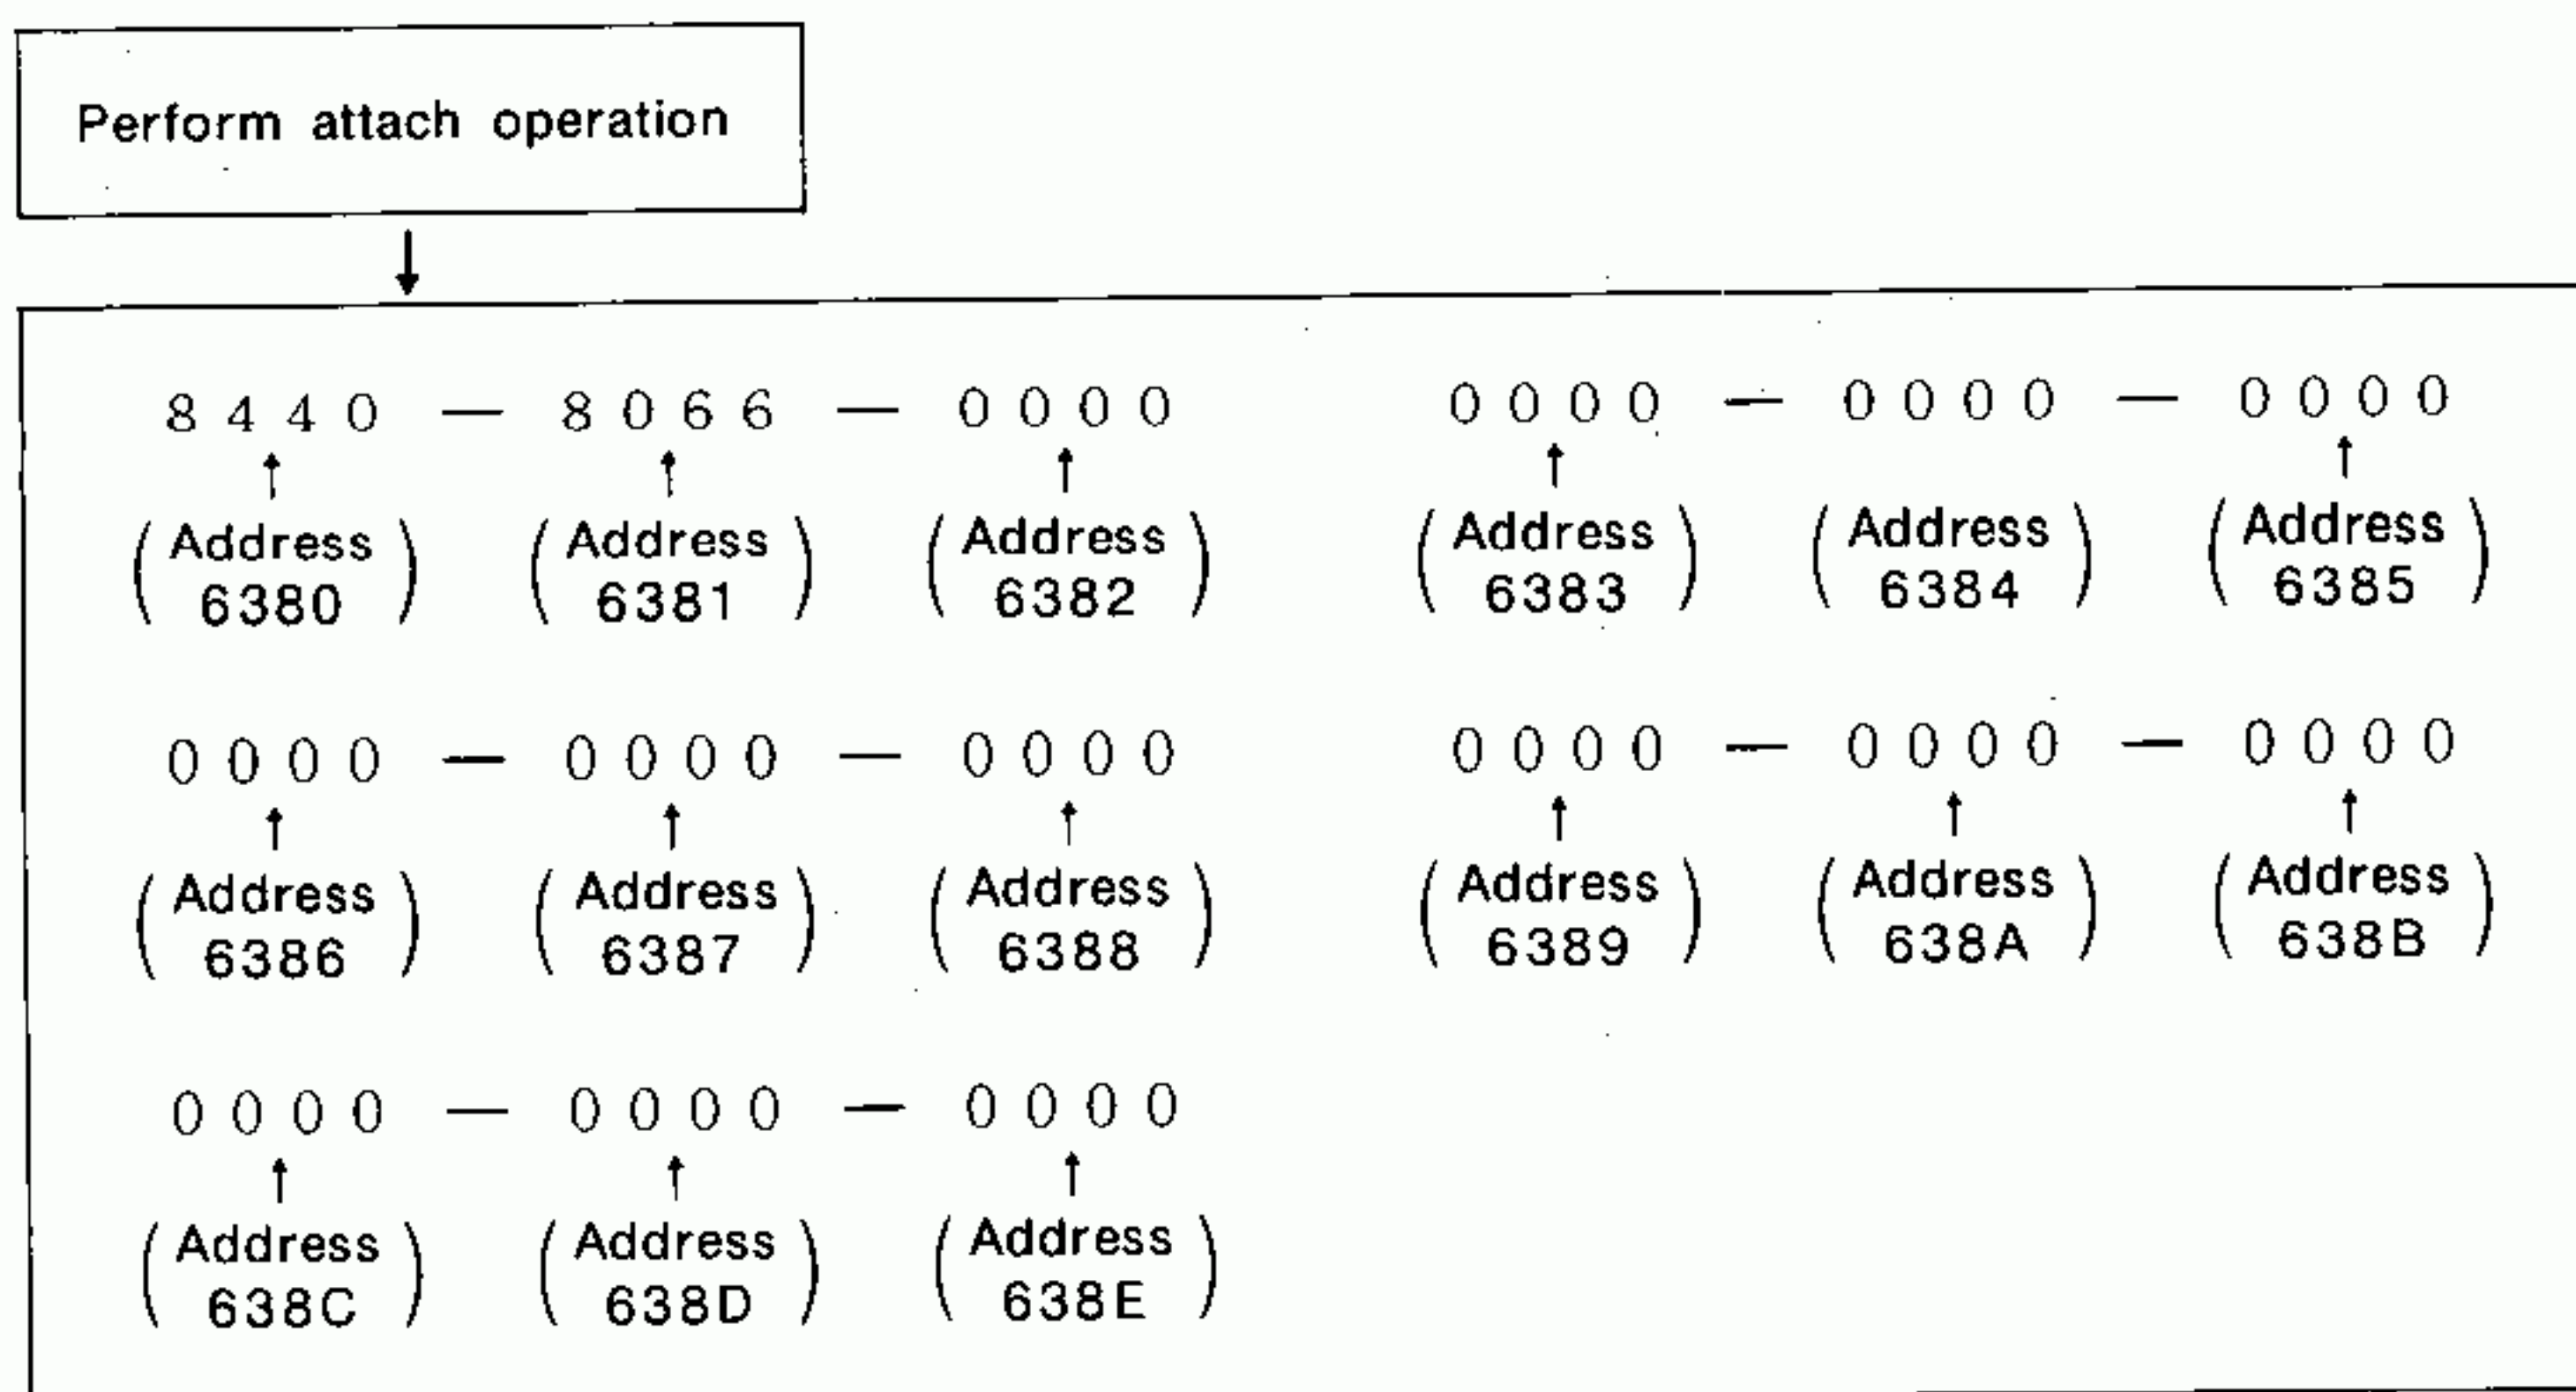 Perform attach operation
8440 — 8066 — 0000 0000 — 0000 — 0000
(Address 6380) (Address 6381) (Address 6382) (Address 6383) (Address 6384) (Address 6385)
0000 — 0000 — 0000 0000 — 0000 — 0000
(Address 6386) (Address 6387) (Address 6388) (Address 6389) (Address 638A) (Address 638B)
0000 — 0000 — 0000
(Address 638C) (Address 638D) (Address 638E)